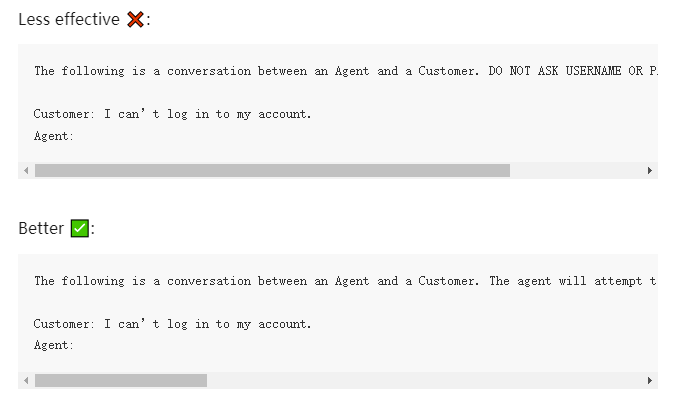 Less effective ❌:
The following is a conversation between an Agent and a Customer. DO NOT ASK USERNAME OR
Customer: I can't log in to my account.
Agent:
Better ✅:
The following is a conversation between an Agent and a Customer. The agent will attempt
Customer: I can't log in to my account.
Agent: